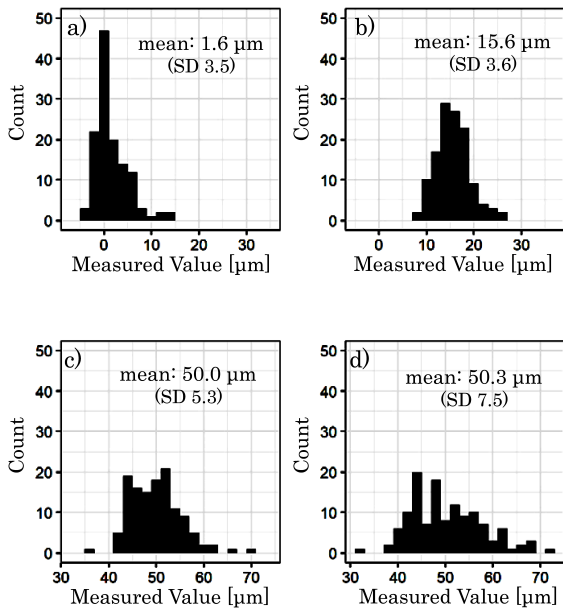 a)
mean: 1.6 µm
(SD 3.5)
Count
50
40
30
20
10
0
0 10 20 30
Measured Value [µm]
b)
mean: 15.6 µm
(SD 3.6)
Count
50
40
30
20
10
0
0 10 20 30
Measured Value [µm]
c)
mean: 50.0 µm
(SD 5.3)
Count
50
40
30
20
10
0
30 40 50 60 70
Measured Value [µm]
d)
mean: 50.3 µm
(SD 7.5)
Count
50
40
30
20
10
0
30 40 50 60 70
Measured Value [µm]